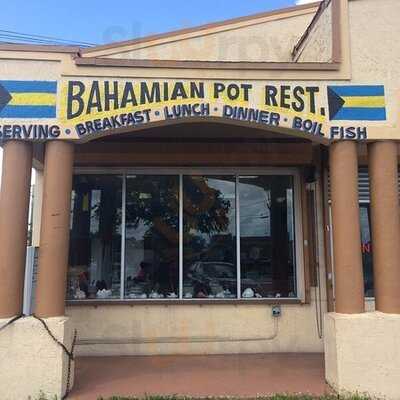 BAHAMIAN POT REST.
SERVING • BREAKFAST • LUNCH • DINNER • BOIL FISH